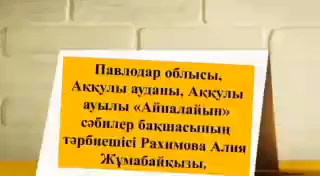 Павлодар облысы,
Аққулы ауданы, Аққулы
ауылы «Айналайын»
сәбилер бақшасының
тәрбиешісі Рахимова Алия
Жұмабайқызы,